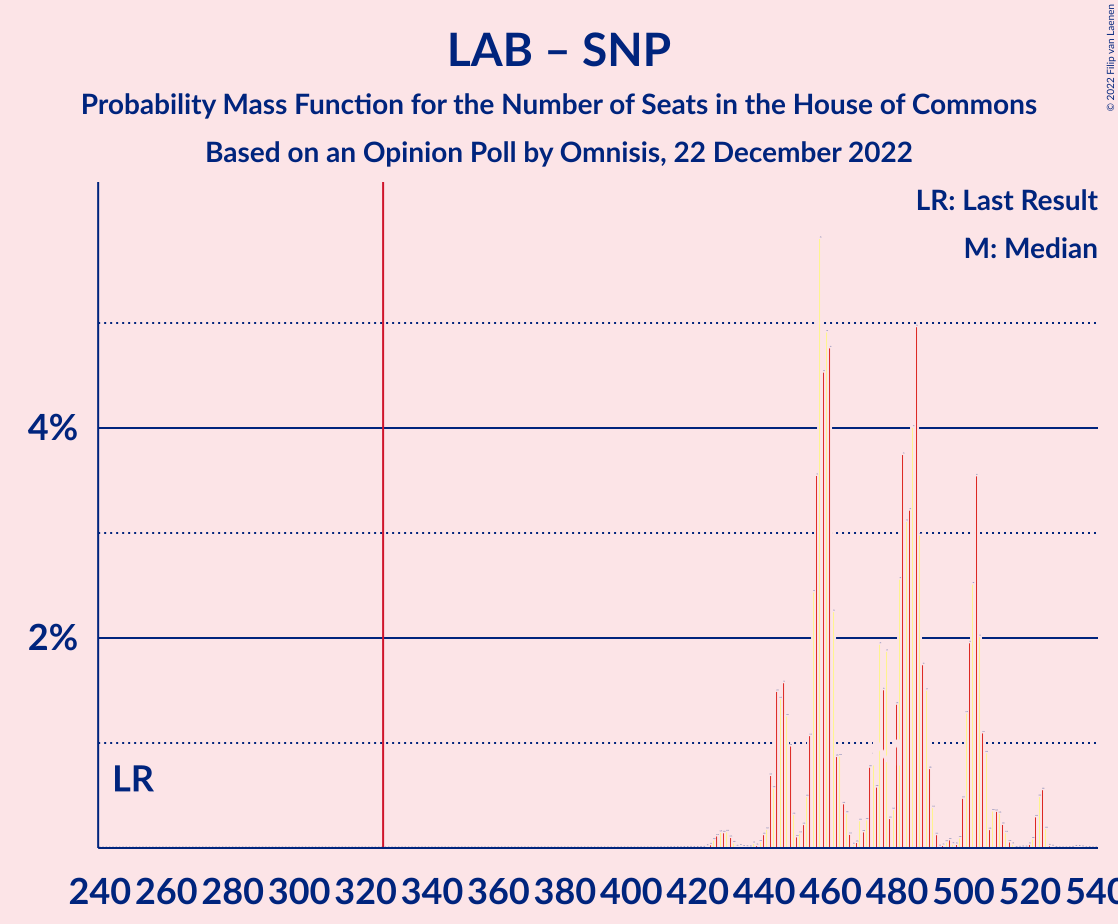 LAB – SNP
Probability Mass Function for the Number of Seats in the House of Commons
Based on an Opinion Poll by Omnisis, 22 December 2022
© 2022 Filip van Laenen
LR: Last Result
M: Median
4%
2%
LR
240 260 280 300 320 340 360 380 400 420 440 460 480 500 520 540